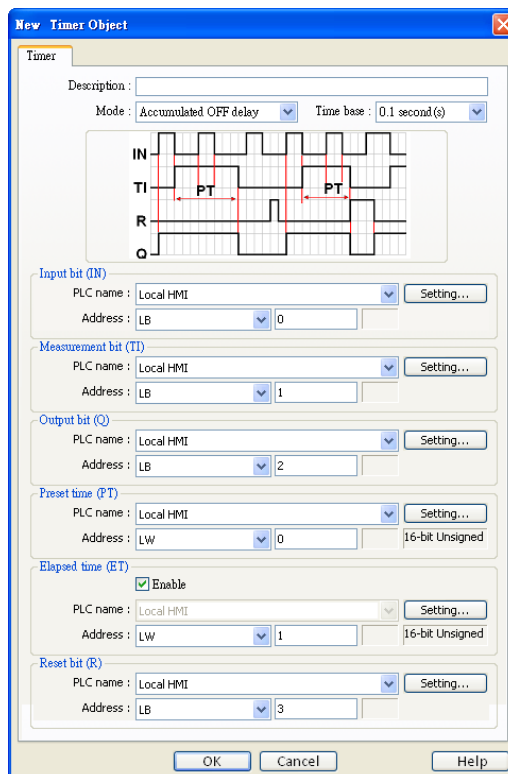 New Timer Object
Timer
Description :
Mode : Accumulated OFF delay Time base : 0.1 second(s)
IN
TI
PT PT
R
Q
Input bit (IN)
PLC name : Local HMI Setting...
Address : LB 0
Measurement bit (TI)
PLC name : Local HMI Setting...
Address : LB 1
Output bit (Q)
PLC name : Local HMI Setting...
Address : LB 2
Preset time (PT)
PLC name : Local HMI Setting...
Address : LW 0 16-bit Unsigned
Elapsed time (ET)
Enable
PLC name : Local HMI Setting...
Address : LW 1 16-bit Unsigned
Reset bit (R)
PLC name : Local HMI Setting...
Address : LB 3
OK Cancel Help